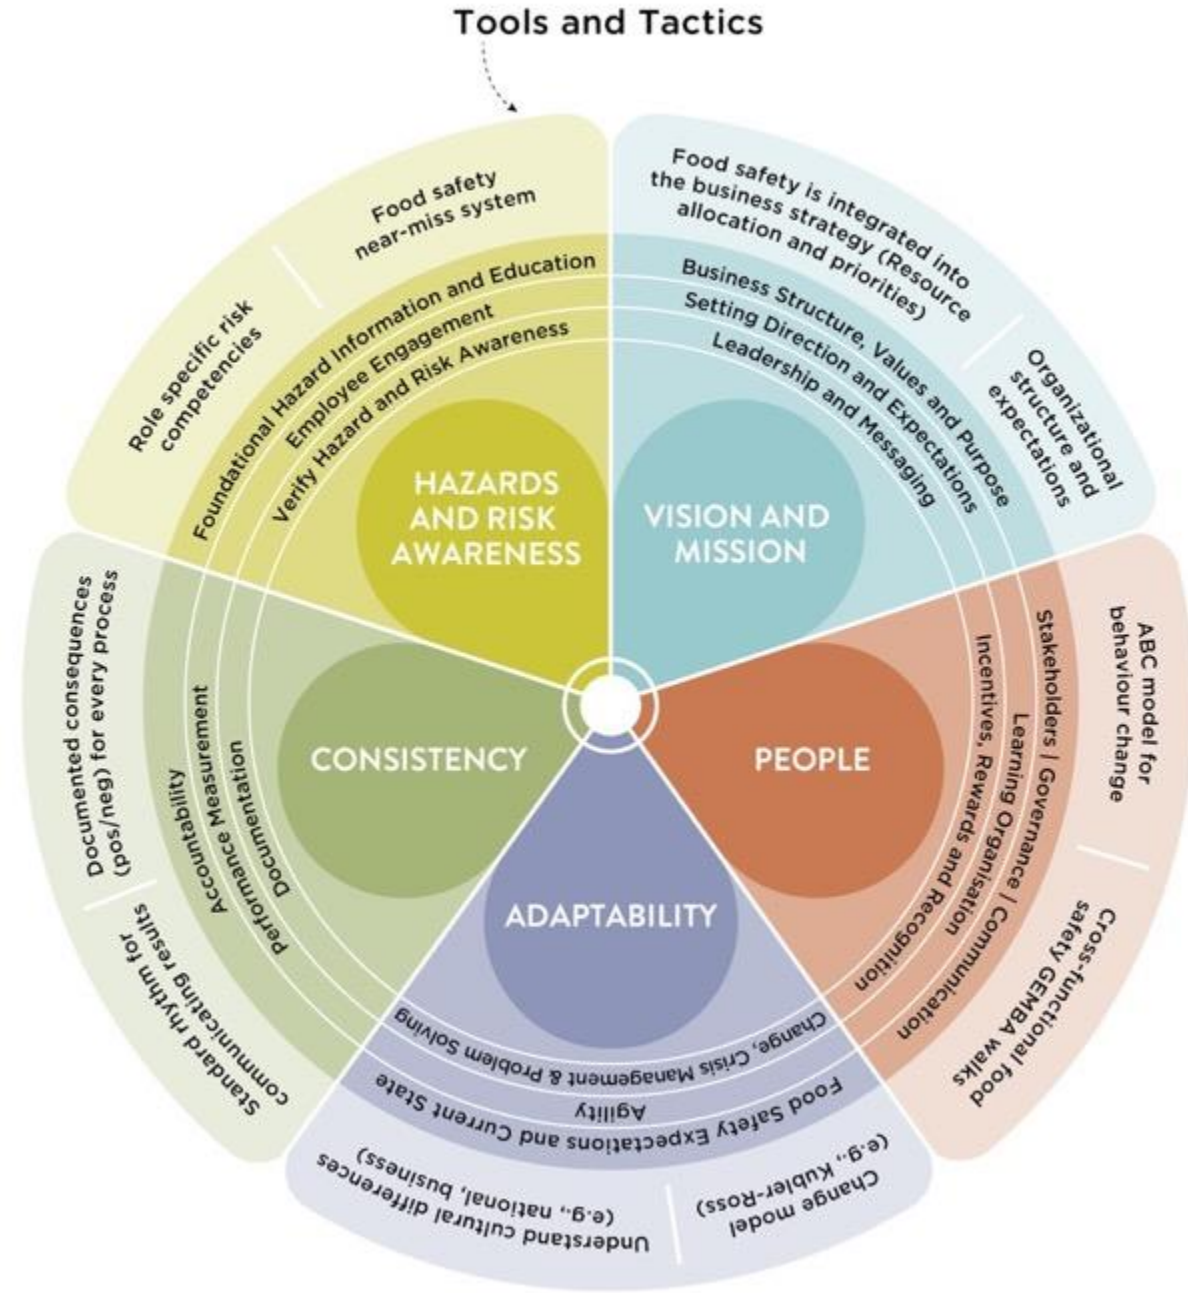 Tools and Tactics
Food safety is integrated into
the business strategy (Resource
allocation and priorities)
Organizational
structure and
expectations
Business Structure, Values and Purpose
Setting Direction and Expectations
Leadership and Messaging
VISION AND
MISSION
ABC model for
behaviour change
Cross-functional food
safety GEMBA walks
Stakeholders | Governance | Communication
Learning Organisation
Incentives, Rewards and Recognition
PEOPLE
Change model
(e.g., Kubler-Ross)
Understand cultural differences
(e.g., national, business)
Food Safety Expectations and Current State
Agility
Change, Crisis Management & Problem Solving
ADAPTABILITY
Standard rhythm for
communicating results
Documented consequences
(pos/neg) for every process
Accountability
Performance Measurement
Documentation
CONSISTENCY
Role specific risk
competencies
Food safety
near-miss system
Foundational Hazard Information and Education
Employee Engagement
Verify Hazard and Risk Awareness
HAZARDS
AND RISK
AWARENESS